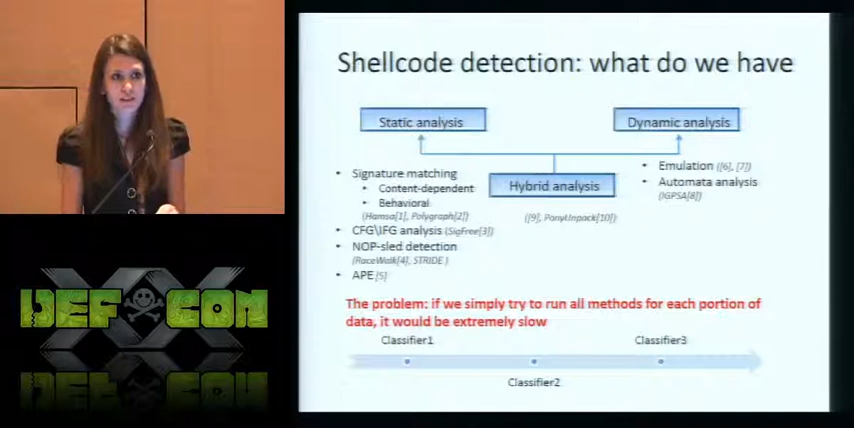 Shellcode detection: what do we have
Static analysis
Dynamic analysis
Hybrid analysis
• Signature matching
• Content-dependent
• Behavioral
(Hamsa[1], Polygraph[2])
• CFG\IFG analysis (SigFree[3])
• NOP-sled detection
(RaceWalk[4], STRIDE )
• APE [5]
([9], PonyUnpack[10])
• Emulation ([6], [7])
• Automata analysis
(IGPSA[8])
The problem: if we simply try to run all methods for each portion of
data, it would be extremely slow
Classifier1
Classifier2
Classifier3
DEF CON
XX